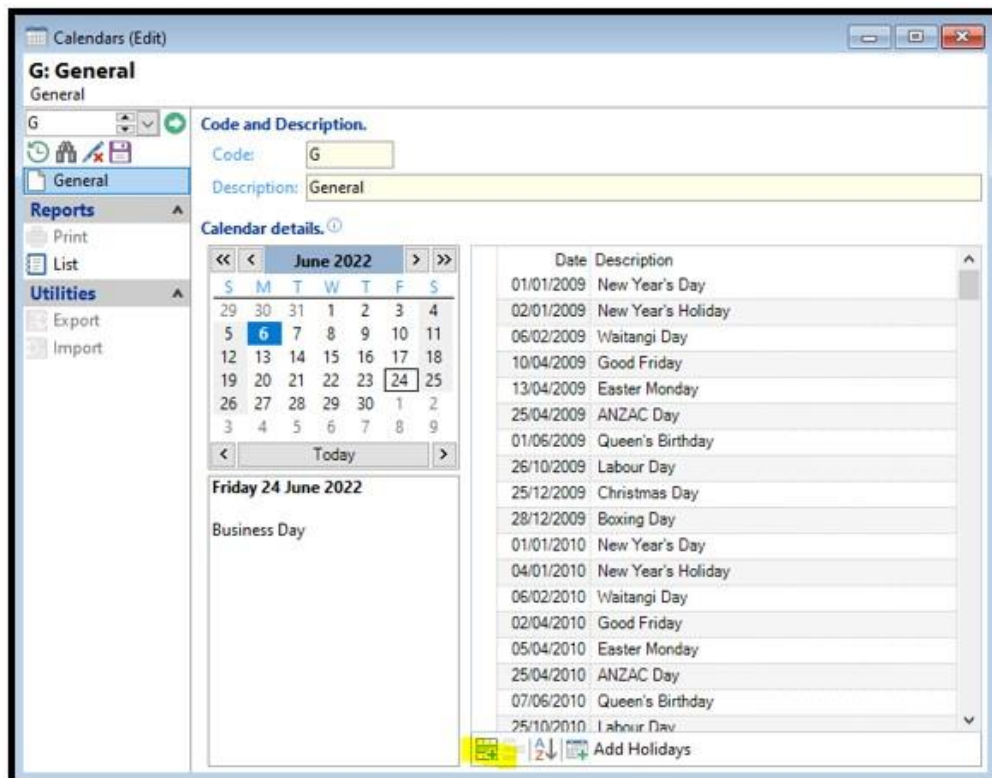 Calendars (Edit)
G: General
General
G
General
Reports
Print
List
Utilities
Export
Import
Code and Description.
Code: G
Description: General
Calendar details.
<< < June 2022 > >>
S M T W T F S
29 30 31 1 2 3 4
5 6 7 8 9 10 11
12 13 14 15 16 17 18
19 20 21 22 23 24 25
26 27 28 29 30 1 2
3 4 5 6 7 8 9
< Today >
Friday 24 June 2022
Business Day
Date Description
01/01/2009 New Year's Day
02/01/2009 New Year's Holiday
06/02/2009 Waitangi Day
10/04/2009 Good Friday
13/04/2009 Easter Monday
25/04/2009 ANZAC Day
01/06/2009 Queen's Birthday
26/10/2009 Labour Day
25/12/2009 Christmas Day
28/12/2009 Boxing Day
01/01/2010 New Year's Day
04/01/2010 New Year's Holiday
06/02/2010 Waitangi Day
02/04/2010 Good Friday
05/04/2010 Easter Monday
25/04/2010 ANZAC Day
07/06/2010 Queen's Birthday
25/10/2010 Labour Day
Add Holidays